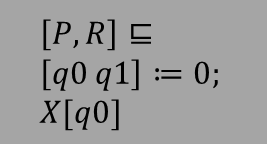 [P, R] ⊑
[q0 q1] ≔ 0;
X[q0]